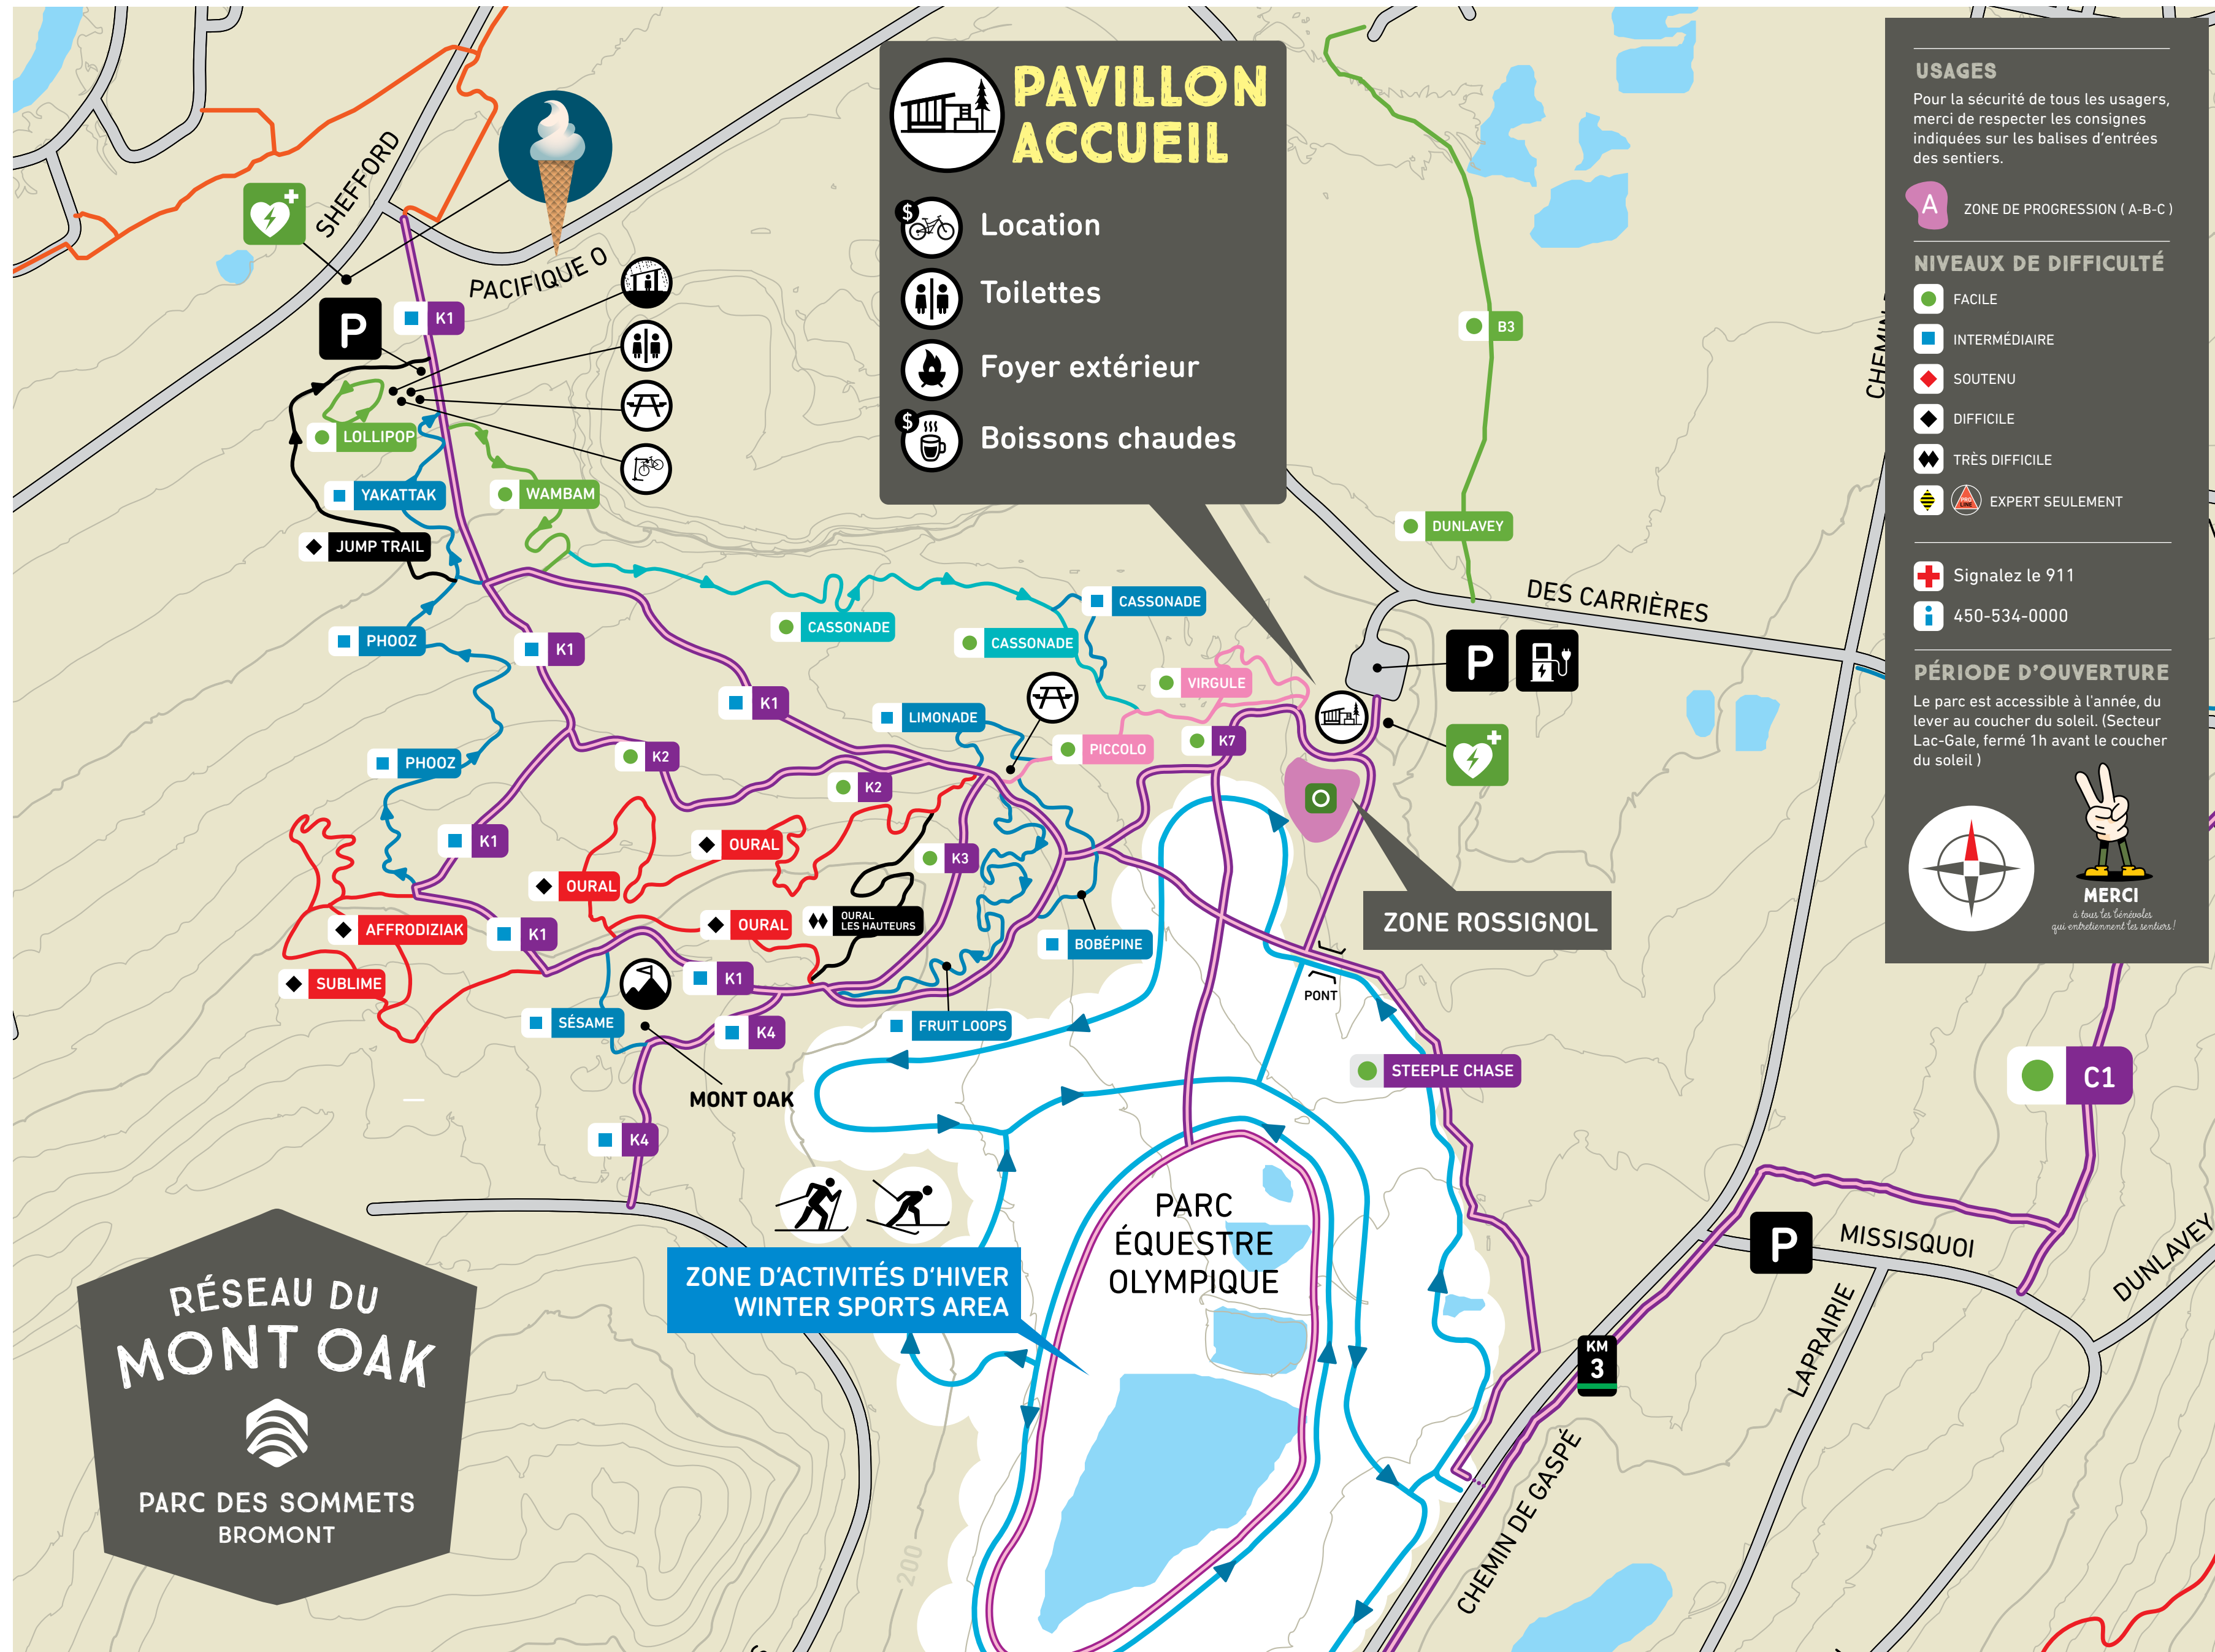 PAVILLON
ACCUEIL
$
Location
Toilettes
Foyer extérieur
$
Boissons chaudes
USAGES
Pour la sécurité de tous les usagers,
merci de respecter les consignes
indiquées sur les balises d'entrées
des sentiers.
A
ZONE DE PROGRESSION ( A-B-C )
NIVEAUX DE DIFFICULTÉ
FACILE
INTERMÉDIAIRE
SOUTENU
DIFFICILE
TRÈS DIFFICILE
PRO
LINE
EXPERT SEULEMENT
Signalez le 911
450-534-0000
PÉRIODE D'OUVERTURE
Le parc est accessible à l'année, du
lever au coucher du soleil. (Secteur
Lac-Gale, fermé 1h avant le coucher
du soleil )
MERCI
à tous les bénévoles
qui entretiennent les sentiers !
SHEFFORD
PACIFIQUE O
P
K1
LOLLIPOP
YAKATTAK
WAMBAM
JUMP TRAIL
B3
DUNLAVEY
CHEMIN
DES CARRIÈRES
CASSONADE
CASSONADE
CASSONADE
PHOOZ
K1
P
VIRGULE
K1
LIMONADE
PICCOLO
K7
K2
K2
PHOOZ
O
K1
OURAL
K3
OURAL
OURAL
OURAL
LES HAUTEURS
ZONE ROSSIGNOL
AFFRODIZIAK
K1
BOBÉPINE
SUBLIME
K1
PONT
SÉSAME
K4
FRUIT LOOPS
STEEPLE CHASE
C1
MONT OAK
K4
PARC
ÉQUESTRE
OLYMPIQUE
ZONE D'ACTIVITÉS D'HIVER
WINTER SPORTS AREA
P
MISSISQUOI
DUNLAVEY
LAPRAIRIE
KM
3
CHEMIN DE GASPÉ
200
RÉSEAU DU
MONT OAK
PARC DES SOMMETS
BROMONT